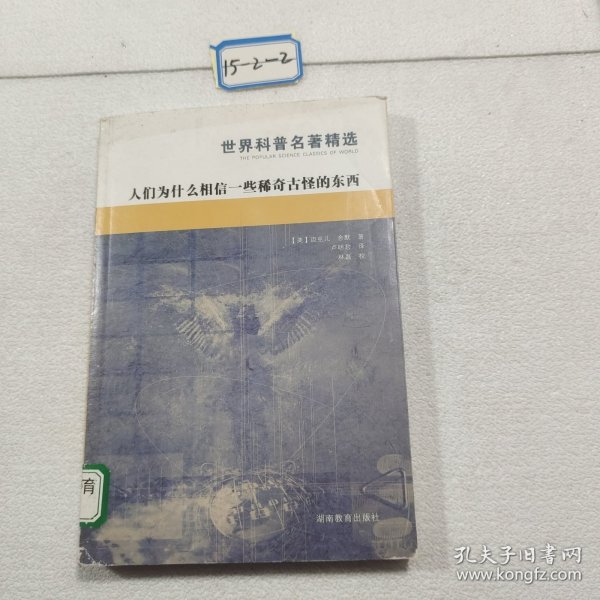 15-2-2
世界科普名著精选
THE POPULAR SCIENCE CLASSICS OF WORLD
人们为什么相信一些稀奇古怪的东西
【美】迈克儿 舍默 著
卢明君 译
林磊 校
育
湖南教育出版社
孔夫子旧书网
www.kongfz.com